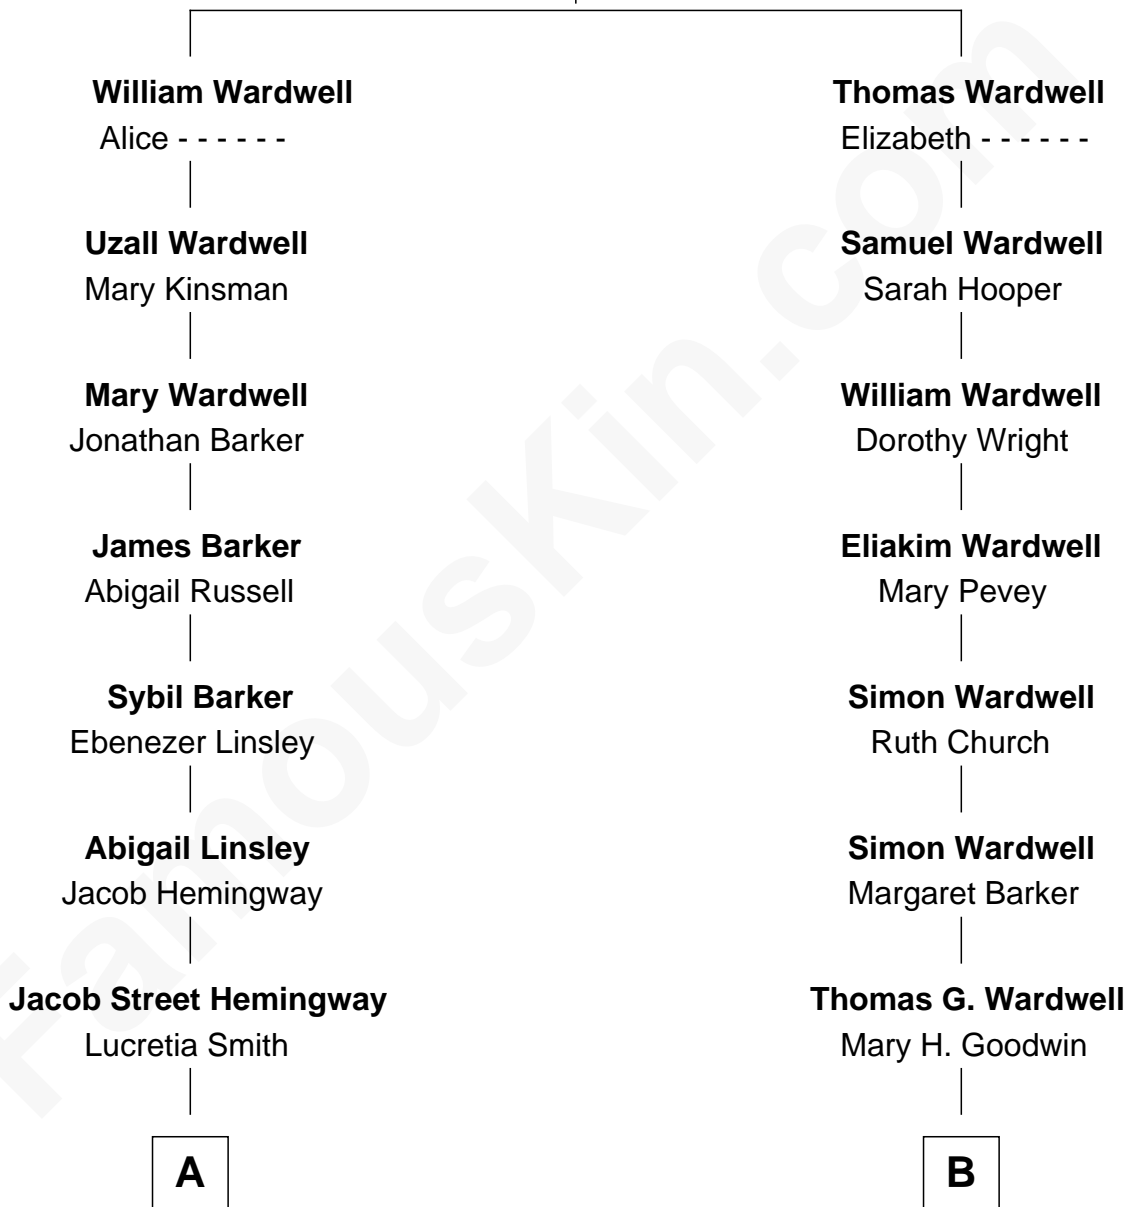 William Wardwell
Alice - - - - - -
Thomas Wardwell
Elizabeth - - - - - -
Uzall Wardwell
Mary Kinsman
Samuel Wardwell
Sarah Hooper
Mary Wardwell
Jonathan Barker
William Wardwell
Dorothy Wright
James Barker
Abigail Russell
Eliakim Wardwell
Mary Pevey
Sybil Barker
Ebenezer Linsley
Simon Wardwell
Ruth Church
Abigail Linsley
Jacob Hemingway
Simon Wardwell
Margaret Barker
Jacob Street Hemingway
Lucretia Smith
Thomas G. Wardwell
Mary H. Goodwin
A
B
FamousKin.com